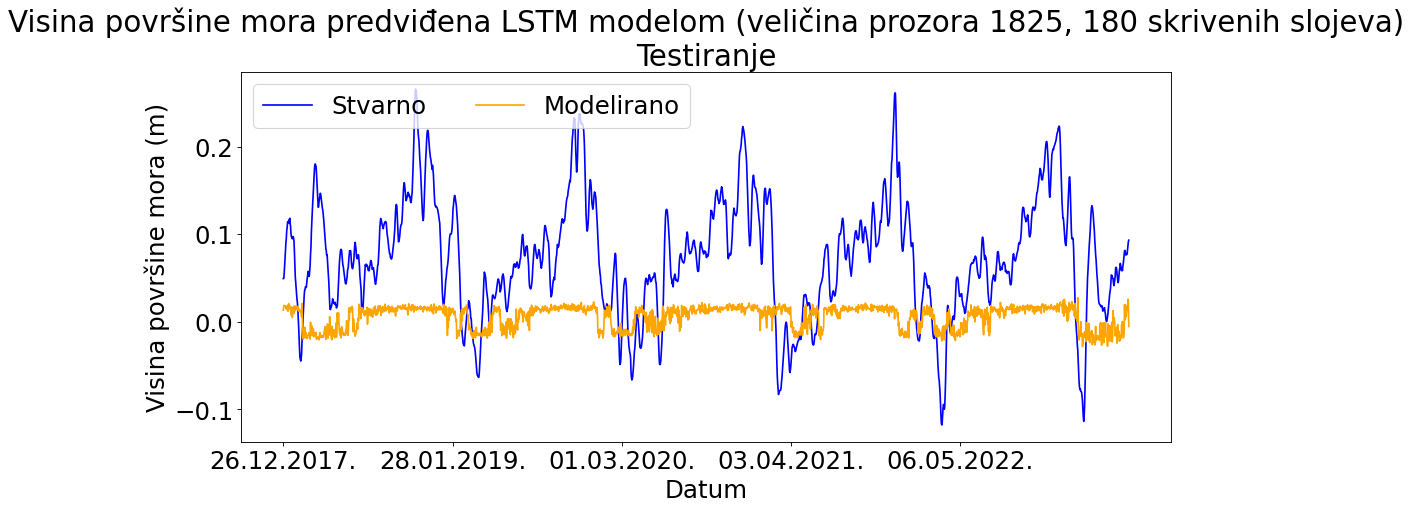 Visina površine mora predviđena LSTM modelom (veličina prozora 1825, 180 skrivenih slojeva)
Testiranje
Stvarno
Modelirano
Visina površine mora (m)
0.2
0.1
0.0
−0.1
26.12.2017.
28.01.2019.
01.03.2020.
03.04.2021.
06.05.2022.
Datum